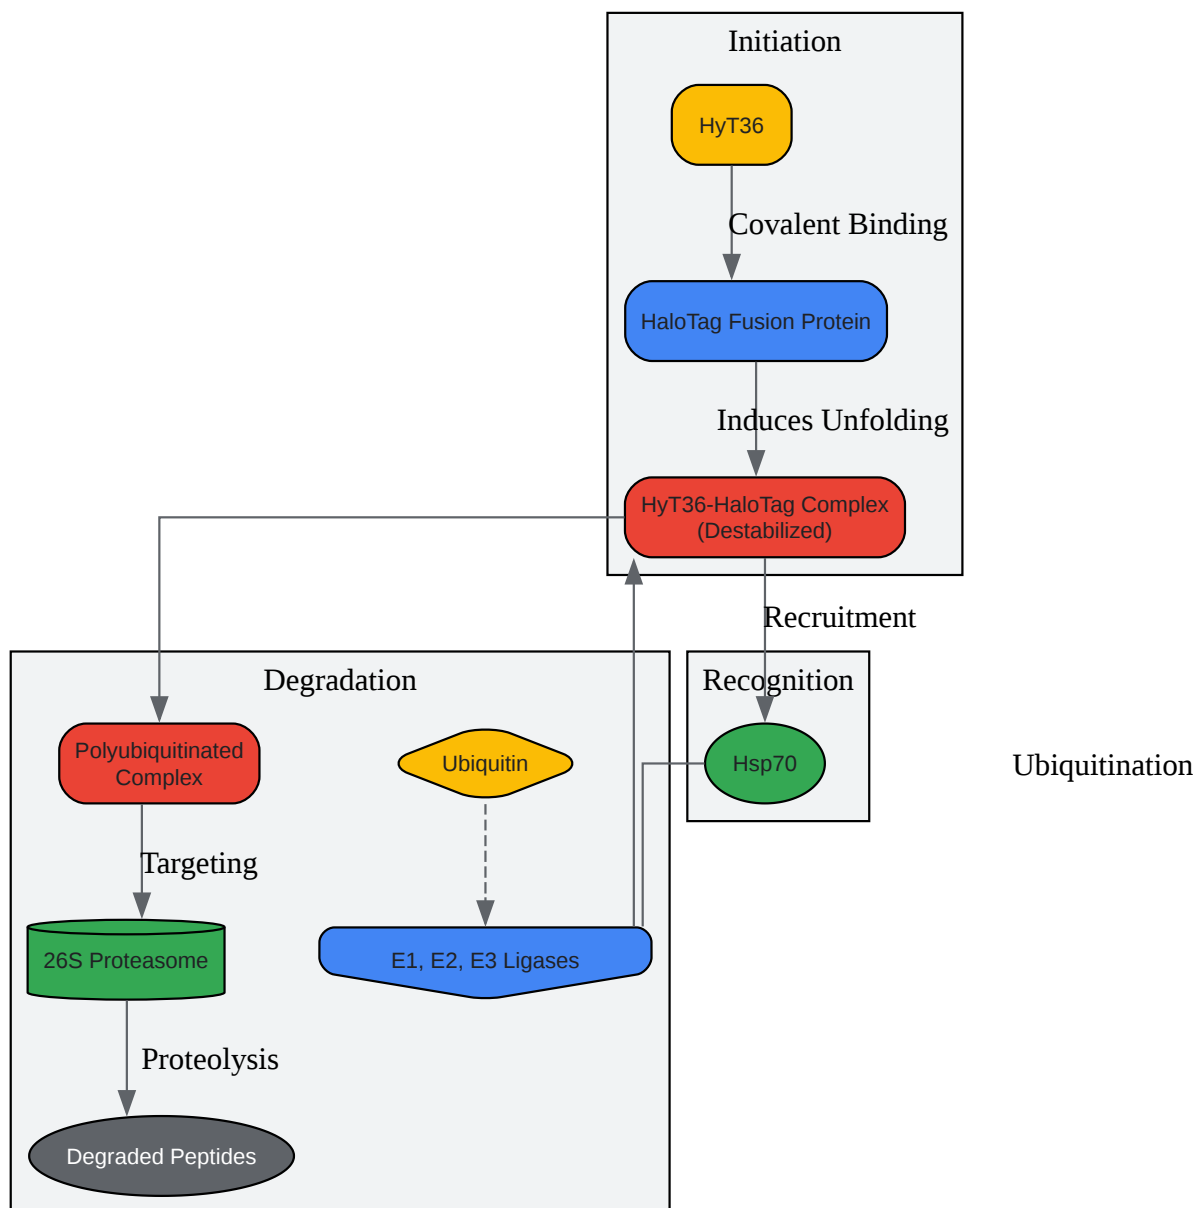 Initiation
HyT36
Covalent Binding
HaloTag Fusion Protein
Induces Unfolding
HyT36-HaloTag Complex
(Destabilized)
Recruitment
Degradation
Recognition
Polyubiquitinated
Complex
Ubiquitin
Hsp70
Ubiquitination
Targeting
26S Proteasome
E1, E2, E3 Ligases
Proteolysis
Degraded Peptides